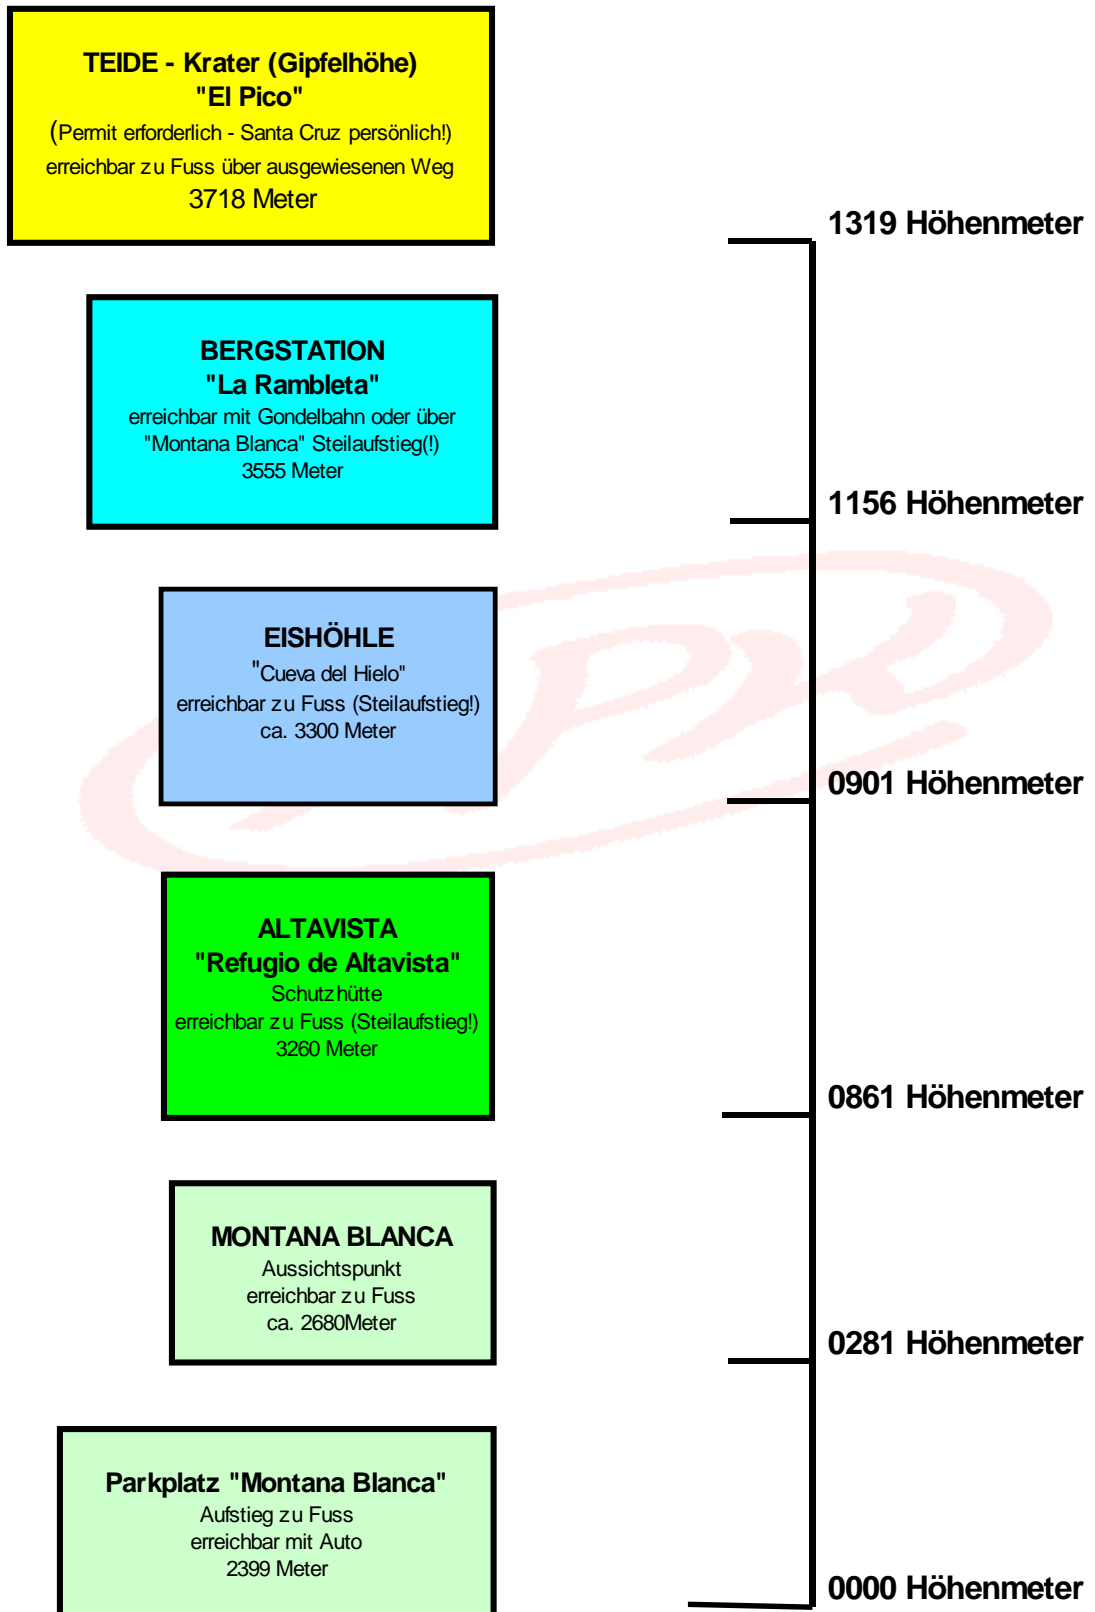 TEIDE - Krater (Gipfelhöhe)
"El Pico"
(Permit erforderlich - Santa Cruz persönlich!)
erreichbar zu Fuss über ausgewiesenen Weg
3718 Meter
1319 Höhenmeter
BERGSTATION
"La Rambleta"
erreichbar mit Gondelbahn oder über
"Montana Blanca" Steilaufstieg(!)
3555 Meter
1156 Höhenmeter
EISHÖHLE
"Cueva del Hielo"
erreichbar zu Fuss (Steilaufstieg!)
ca. 3300 Meter
0901 Höhenmeter
ALTAVISTA
"Refugio de Altavista"
Schutzhütte
erreichbar zu Fuss (Steilaufstieg!)
3260 Meter
0861 Höhenmeter
MONTANA BLANCA
Aussichtspunkt
erreichbar zu Fuss
ca. 2680Meter
0281 Höhenmeter
Parkplatz "Montana Blanca"
Aufstieg zu Fuss
erreichbar mit Auto
2399 Meter
0000 Höhenmeter